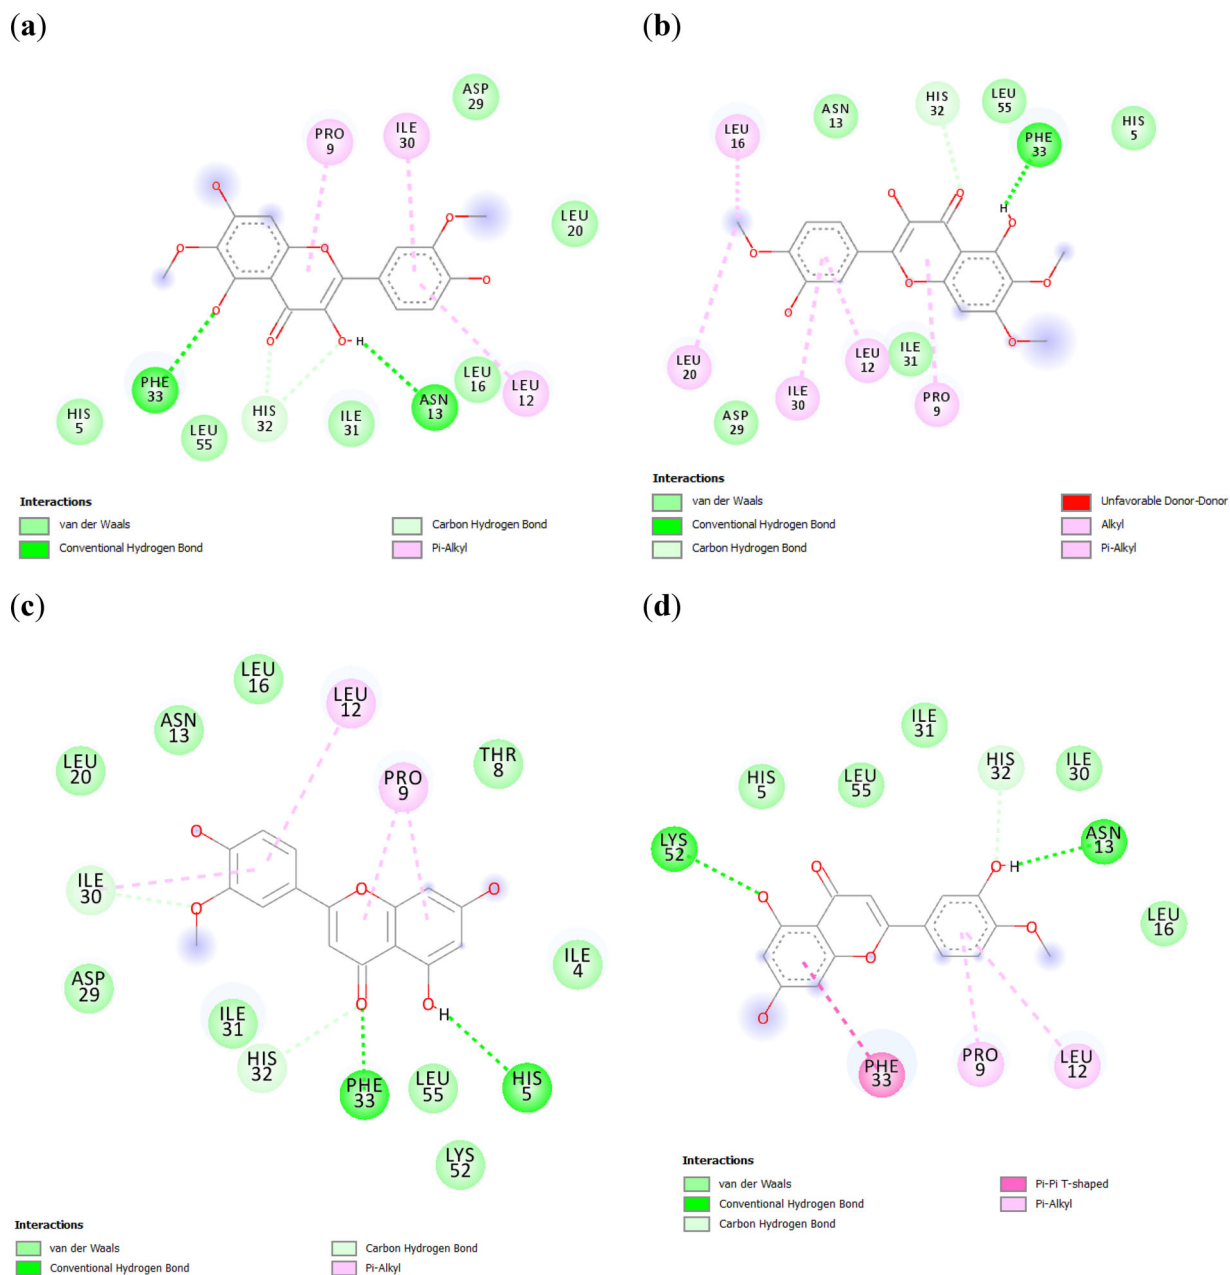 (a)
ASP
29
PRO
9
ILE
30
LEU
20
O
O
O
O
O
O
O
O
H
PHE
33
HIS
5
LEU
55
HIS
32
ILE
31
ASN
13
LEU
16
LEU
12
Interactions
van der Waals
Conventional Hydrogen Bond
Carbon Hydrogen Bond
Pi-Alkyl
(b)
LEU
16
ASN
13
HIS
32
LEU
55
PHE
33
HIS
5
O
O
H
O
O
O
O
O
O
LEU
20
ILE
30
LEU
12
ILE
31
PRO
9
ASP
29
Interactions
van der Waals
Conventional Hydrogen Bond
Carbon Hydrogen Bond
Unfavorable Donor-Donor
Alkyl
Pi-Alkyl
(c)
LEU
16
LEU
12
ASN
13
LEU
20
PRO
9
THR
8
O
O
O
O
O
O
H
ILE
30
ASP
29
ILE
31
HIS
32
PHE
33
LEU
55
HIS
5
ILE
4
LYS
52
Interactions
van der Waals
Conventional Hydrogen Bond
Carbon Hydrogen Bond
Pi-Alkyl
(d)
ILE
31
HIS
32
ILE
30
HIS
5
LEU
55
LYS
52
ASN
13
O
O
O
H
O
O
O
LEU
16
PHE
33
PRO
9
LEU
12
Interactions
van der Waals
Conventional Hydrogen Bond
Carbon Hydrogen Bond
Pi-Pi T-shaped
Pi-Alkyl